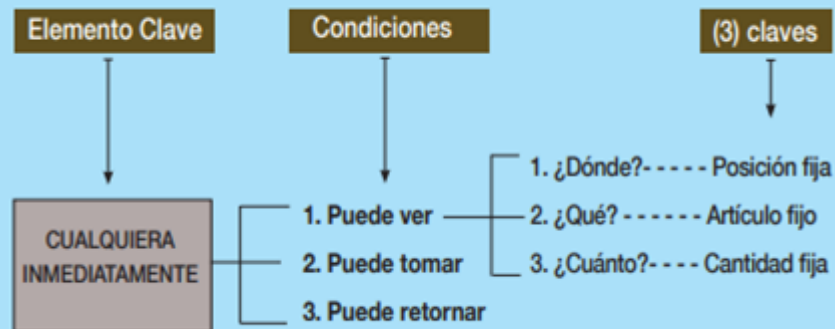 Elemento Clave
Condiciones
(3) claves
CUALQUIERA
INMEDIATAMENTE
1. Puede ver
2. Puede tomar
3. Puede retornar
1. ¿Dónde?- - - - - Posición fija
2. ¿Qué? - - - - - - Artículo fijo
3. ¿Cuánto?- - - - Cantidad fija